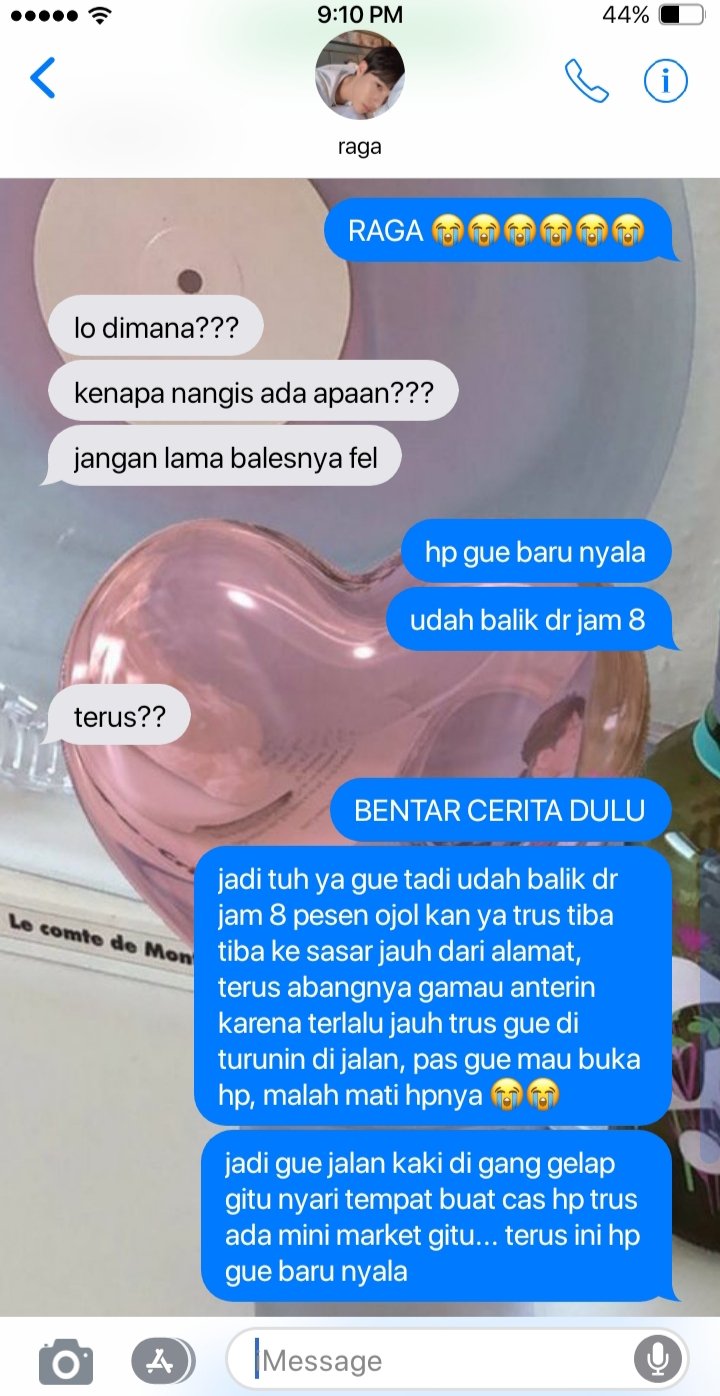 9:10 PM
44%
raga
RAGA 😭😭😭😭😭😭
lo dimana???
kenapa nangis ada apaan???
jangan lama balesnya fel
hp gue baru nyala
udah balik dr jam 8
terus??
BENTAR CERITA DULU
jadi tuh ya gue tadi udah balik dr
jam 8 pesen ojol kan ya trus tiba
tiba ke sasar jauh dari alamat,
terus abangnya gamau anterin
karena terlalu jauh trus gue di
turunin di jalan, pas gue mau buka
hp, malah mati hpnya 😭😭
Le comte de Mon
jadi gue jalan kaki di gang gelap
gitu nyari tempat buat cas hp trus
ada mini market gitu... terus ini hp
gue baru nyala
Message